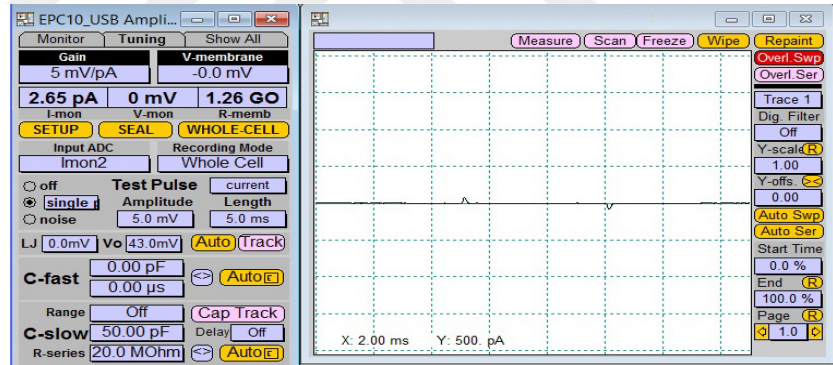 EPC10_USB Ampli...
Monitor Tuning Show All
Gain V-membrane
5 mV/pA -0.0 mV
2.65 pA 0 mV 1.26 GO
I-mon V-mon R-memb
SETUP SEAL WHOLE-CELL
Input ADC Recording Mode
Imon2 Whole Cell
off Test Pulse current
single p Amplitude Length
noise 5.0 mV 5.0 ms
LJ 0.0mV Vo 43.0mV Auto Track
C-fast 0.00 pF <> Auto F
0.00 µs
Range Off Cap Track
C-slow 50.00 pF Delay Off
R-series 20.0 MOhm <> Auto F
Measure Scan Freeze Wipe Repaint
Overl.Swp
Overl.Ser
Trace 1
Dig. Filter
Off
Y-scale R
1.00
Y-offs. ><
0.00
Auto Swp
Auto Ser
Start Time
0.0 %
End R
100.0 %
Page R
1.0
X: 2.00 ms Y: 500. pA